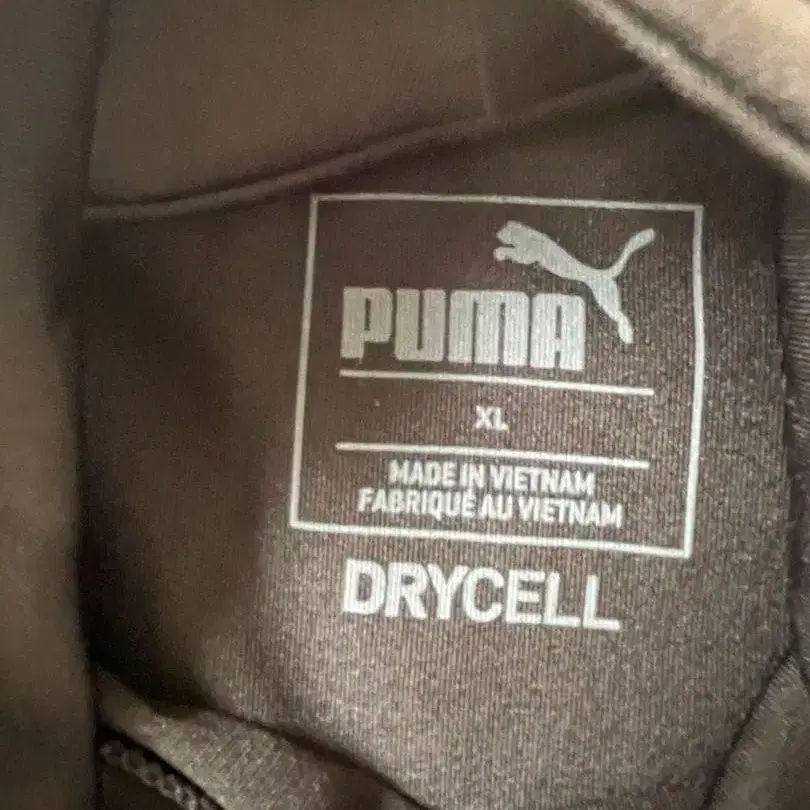 PUMA
XL
MADE IN VIETNAM
FABRIQUÉ AU VIETNAM
DRYCELL